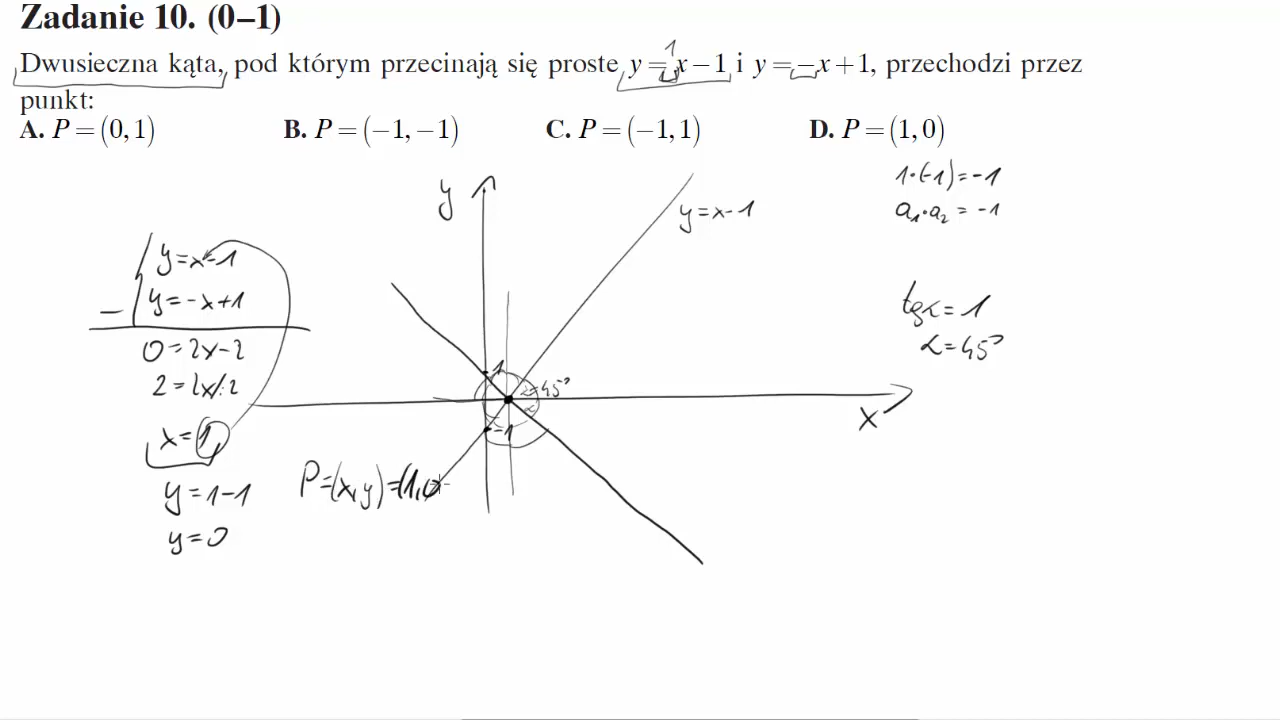 Zadanie 10. (0–1)
Dwusieczna kąta, pod którym przecinają się proste y = x − 1 i y = −x + 1, przechodzi przez
1
punkt:
A. P = (0, 1) B. P = (−1, −1) C. P = (−1, 1) D. P = (1, 0)
1·(-1) = -1
a₁·a₂ = -1
y
y = x - 1
y = x - 1
y = -x + 1
0 = 2x - 2
2 = 2x /:2
x = 1
y = 1 - 1
y = 0
tgα = 1
α = 45°
1
α = 45°
α
-1
x
P = (x, y) = (1, 0